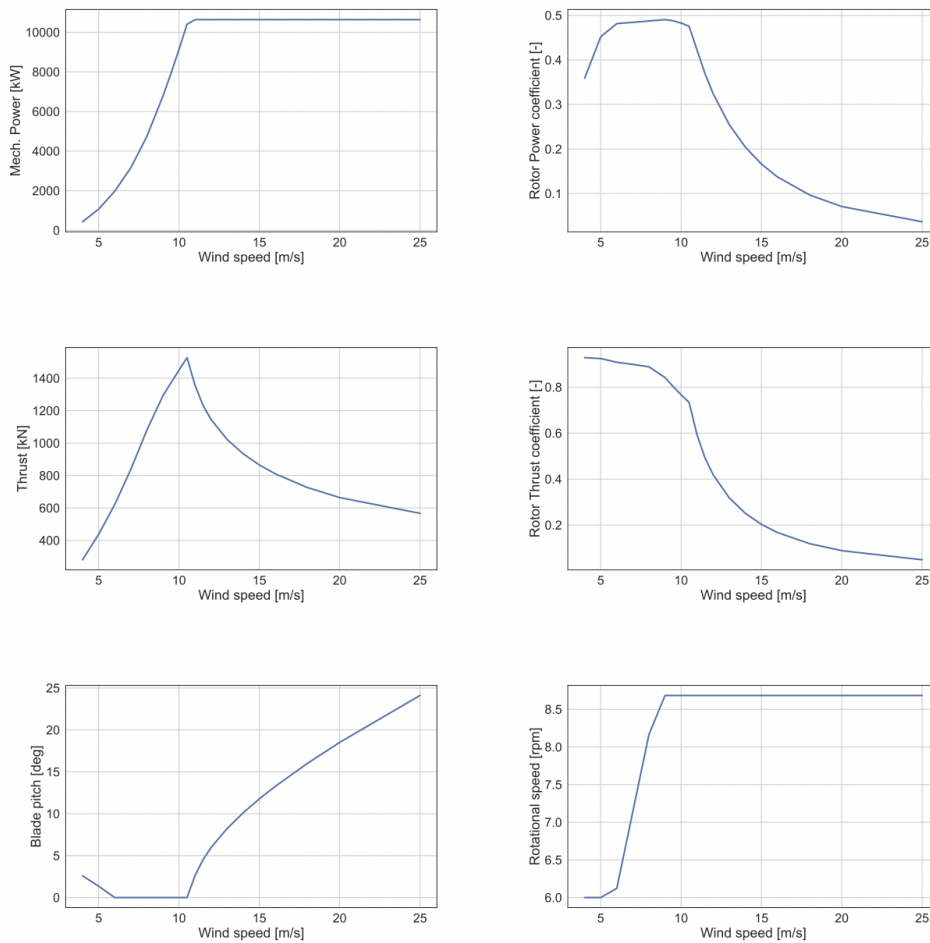 Mech. Power [kW]
10000
8000
6000
4000
2000
0
5 10 15 20 25
Wind speed [m/s]
Rotor Power coefficient [-]
0.5
0.4
0.3
0.2
0.1
5 10 15 20 25
Wind speed [m/s]
Thrust [kN]
1400
1200
1000
800
600
400
5 10 15 20 25
Wind speed [m/s]
Rotor Thrust coefficient [-]
0.8
0.6
0.4
0.2
5 10 15 20 25
Wind speed [m/s]
Blade pitch [deg]
25
20
15
10
5
0
5 10 15 20 25
Wind speed [m/s]
Rotational speed [rpm]
8.5
8.0
7.5
7.0
6.5
6.0
5 10 15 20 25
Wind speed [m/s]